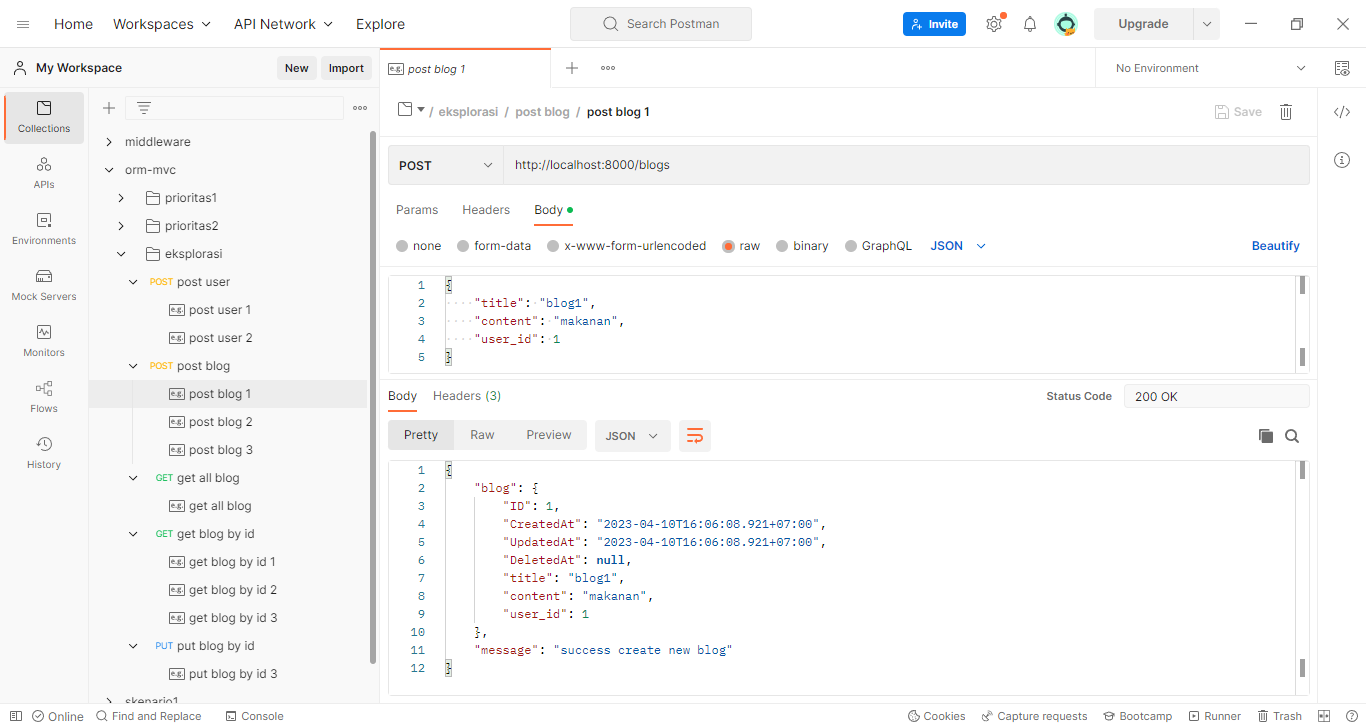 Home Workspaces API Network Explore Search Postman Invite Upgrade
My Workspace New Import
e.g. post blog 1
No Environment
Collections
APIs
Environments
Mock Servers
Monitors
Flows
History
middleware
orm-mvc
prioritas1
prioritas2
eksplorasi
POST post user
e.g. post user 1
e.g. post user 2
POST post blog
e.g. post blog 1
e.g. post blog 2
e.g. post blog 3
GET get all blog
e.g. get all blog
GET get blog by id
e.g. get blog by id 1
e.g. get blog by id 2
e.g. get blog by id 3
PUT put blog by id
e.g. put blog by id 3
skenario1
/ eksplorasi / post blog / post blog 1 Save
POST http://localhost:8000/blogs
Params Headers Body
none form-data x-www-form-urlencoded raw binary GraphQL JSON Beautify
1 {
2 "title": "blog1",
3 "content": "makanan",
4 "user_id": 1
5 }
Body Headers (3) Status Code 200 OK
Pretty Raw Preview JSON
1 {
2 "blog": {
3 "ID": 1,
4 "CreatedAt": "2023-04-10T16:06:08.921+07:00",
5 "UpdatedAt": "2023-04-10T16:06:08.921+07:00",
6 "DeletedAt": null,
7 "title": "blog1",
8 "content": "makanan",
9 "user_id": 1
10 },
11 "message": "success create new blog"
12 }
Online Find and Replace Console Cookies Capture requests Bootcamp Runner Trash